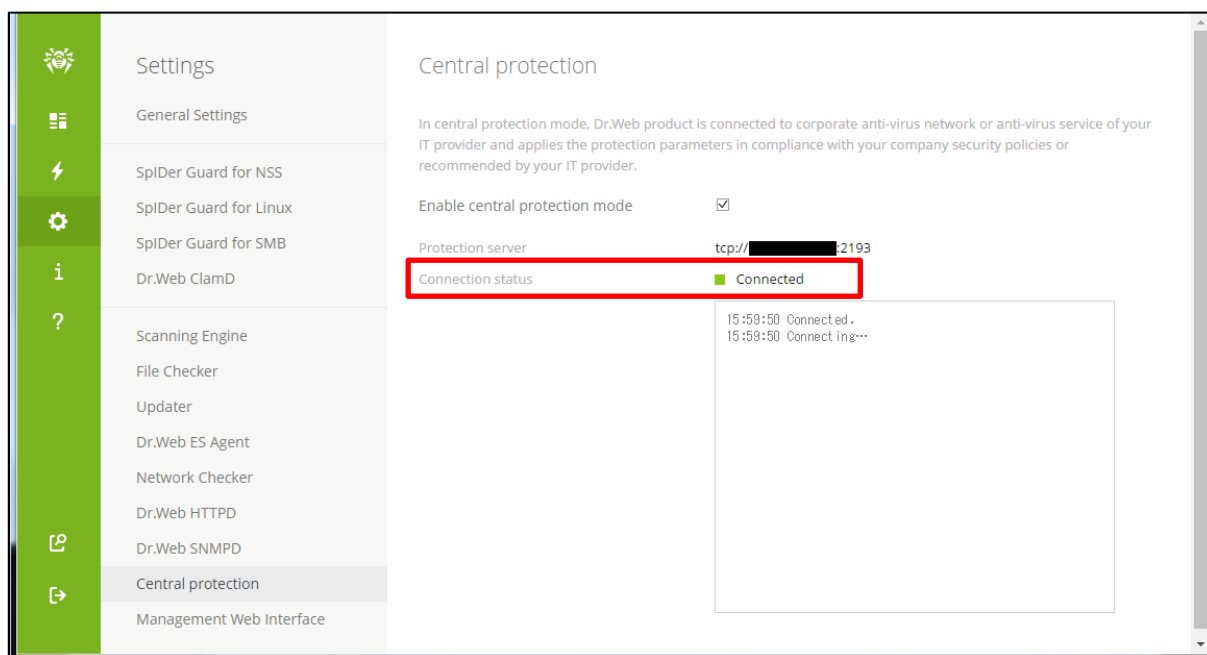 Settings
General Settings
SpIDer Guard for NSS
SpIDer Guard for Linux
SpIDer Guard for SMB
Dr.Web ClamD
Scanning Engine
File Checker
Updater
Dr.Web ES Agent
Network Checker
Dr.Web HTTPD
Dr.Web SNMPD
Central protection
Management Web Interface
Central protection
In central protection mode, Dr.Web product is connected to corporate anti-virus network or anti-virus service of your
IT provider and applies the protection parameters in compliance with your company security policies or
recommended by your IT provider.
Enable central protection mode
Protection server tcp:// :2193
Connection status Connected
15:59:50 Connected.
15:59:50 Connecting…